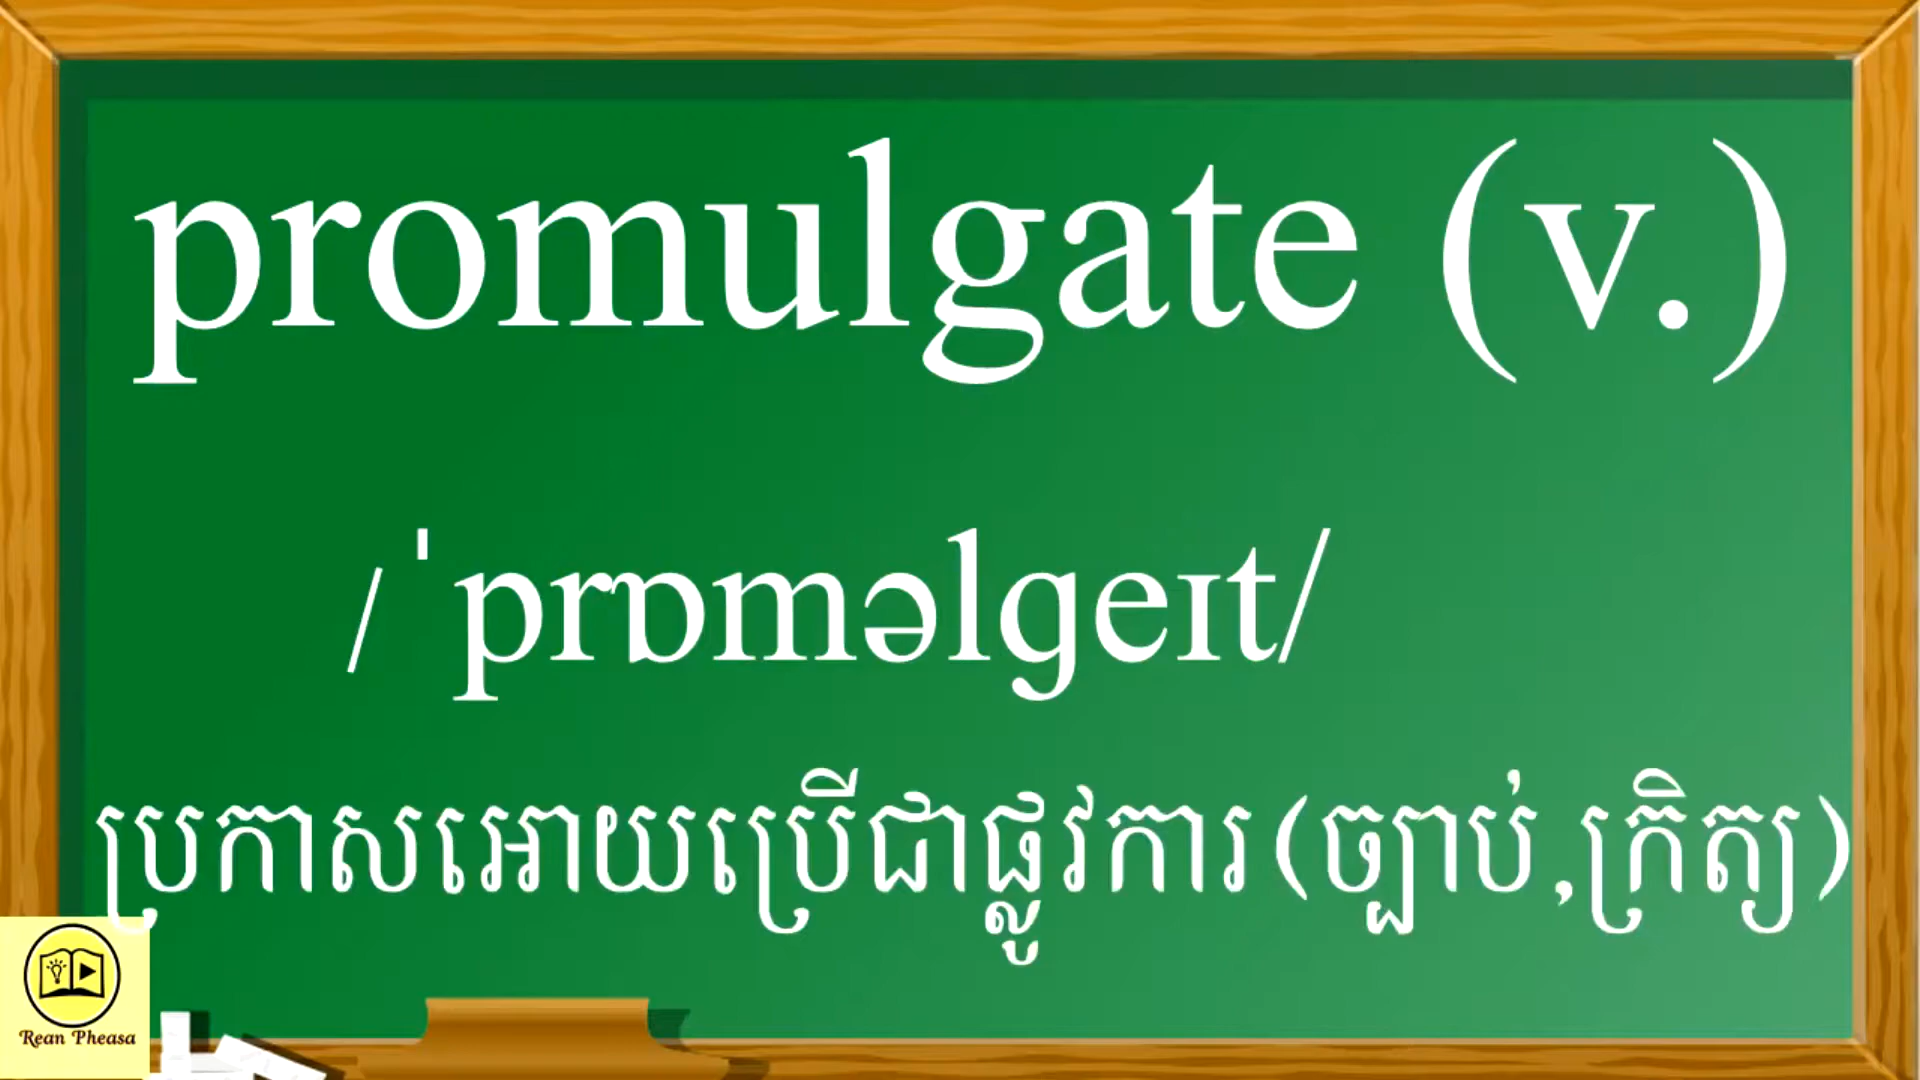 promulgate (v.)
/ˈprɒməlɡeɪt/
ប្រកាសអោយប្រើជាផ្លូវការ(ច្បាប់,ក្រិត្យ)
Rean Pheasa